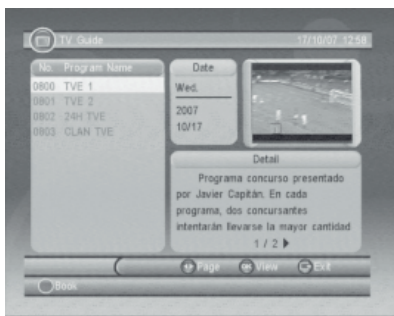 TV Guide 17/10/07 12:58
No. Program Name
0800 TVE 1
0801 TVE 2
0802 24H TVE
0803 CLAN TVE
Date
Wed.
2007
10/17
Detail
Programa concurso presentado
por Javier Capitán. En cada
programa, dos concursantes
intentarán llevarse la mayor cantidad
1 / 2
Page View Exit
Book